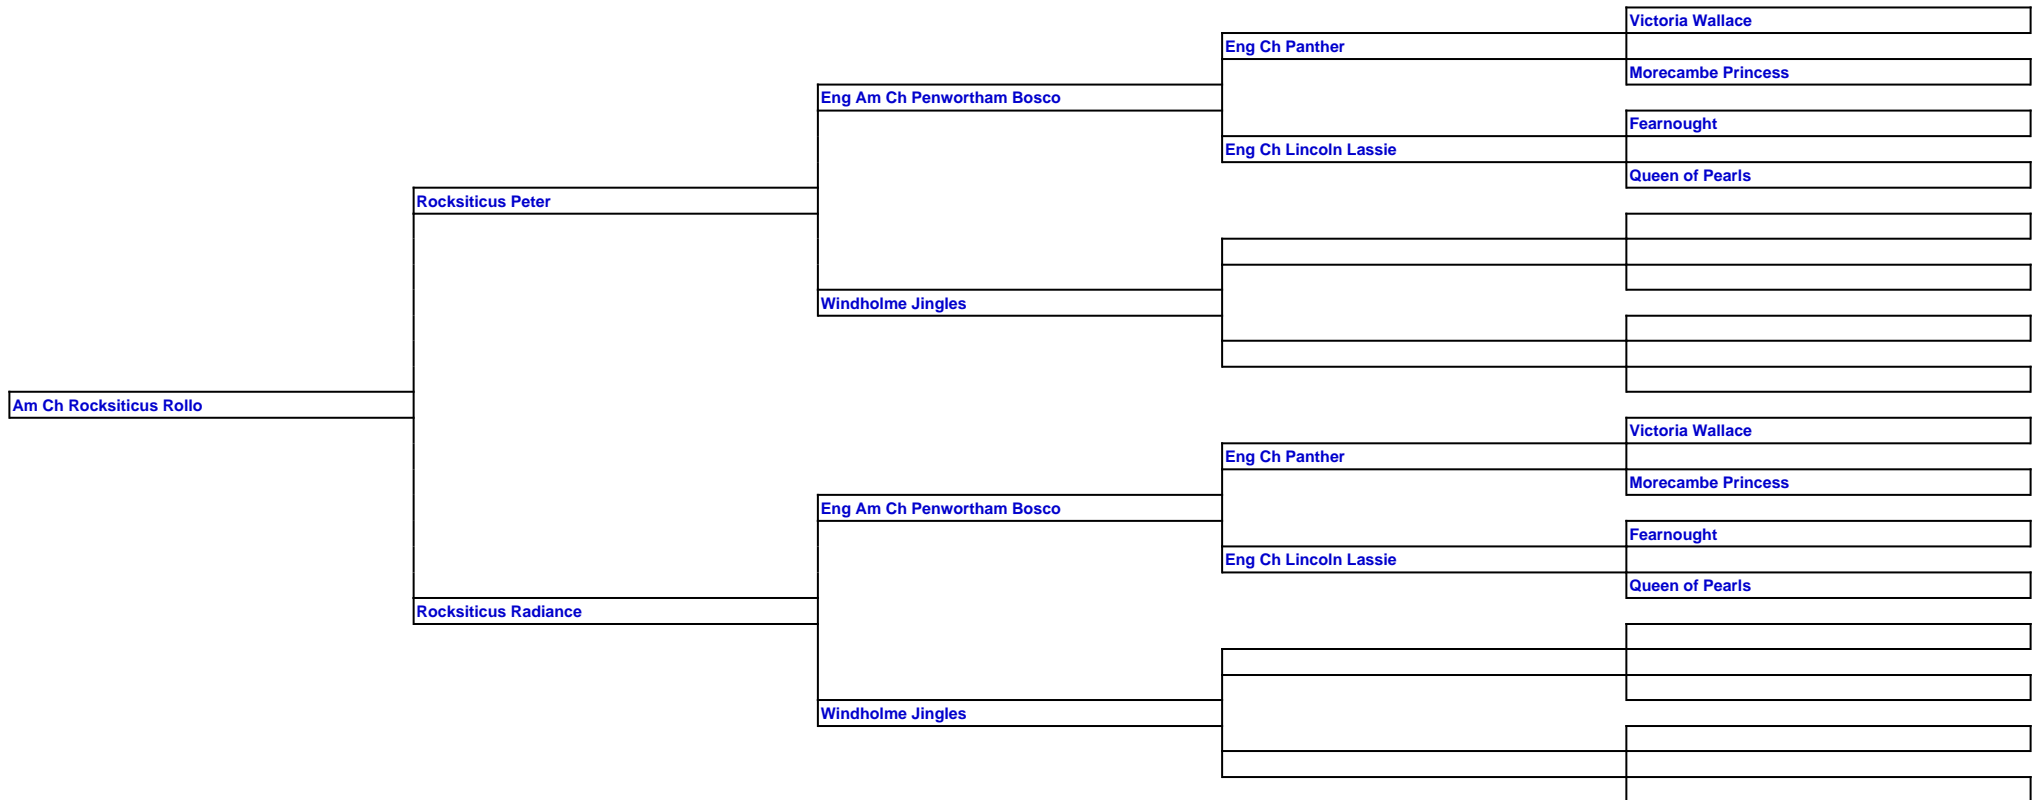 Victoria Wallace
Eng Ch Panther
Morecambe Princess
Eng Am Ch Penwortham Bosco
Fearnought
Eng Ch Lincoln Lassie
Queen of Pearls
Rocksiticus Peter
Windholme Jingles
Am Ch Rocksiticus Rollo
Victoria Wallace
Eng Ch Panther
Morecambe Princess
Eng Am Ch Penwortham Bosco
Fearnought
Eng Ch Lincoln Lassie
Queen of Pearls
Rocksiticus Radiance
Windholme Jingles